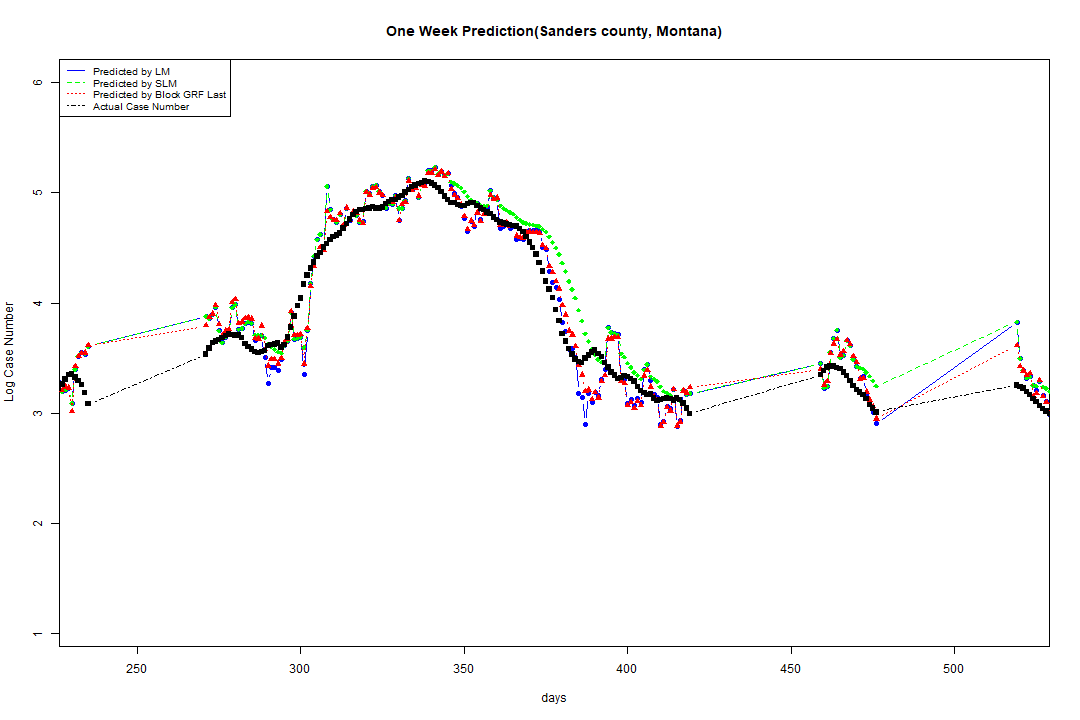 One Week Prediction(Sanders county, Montana)
Predicted by LM
Predicted by SLM
Predicted by Block GRF Last
Actual Case Number
6
5
4
3
2
1
Log Case Number
250 300 350 400 450 500
days